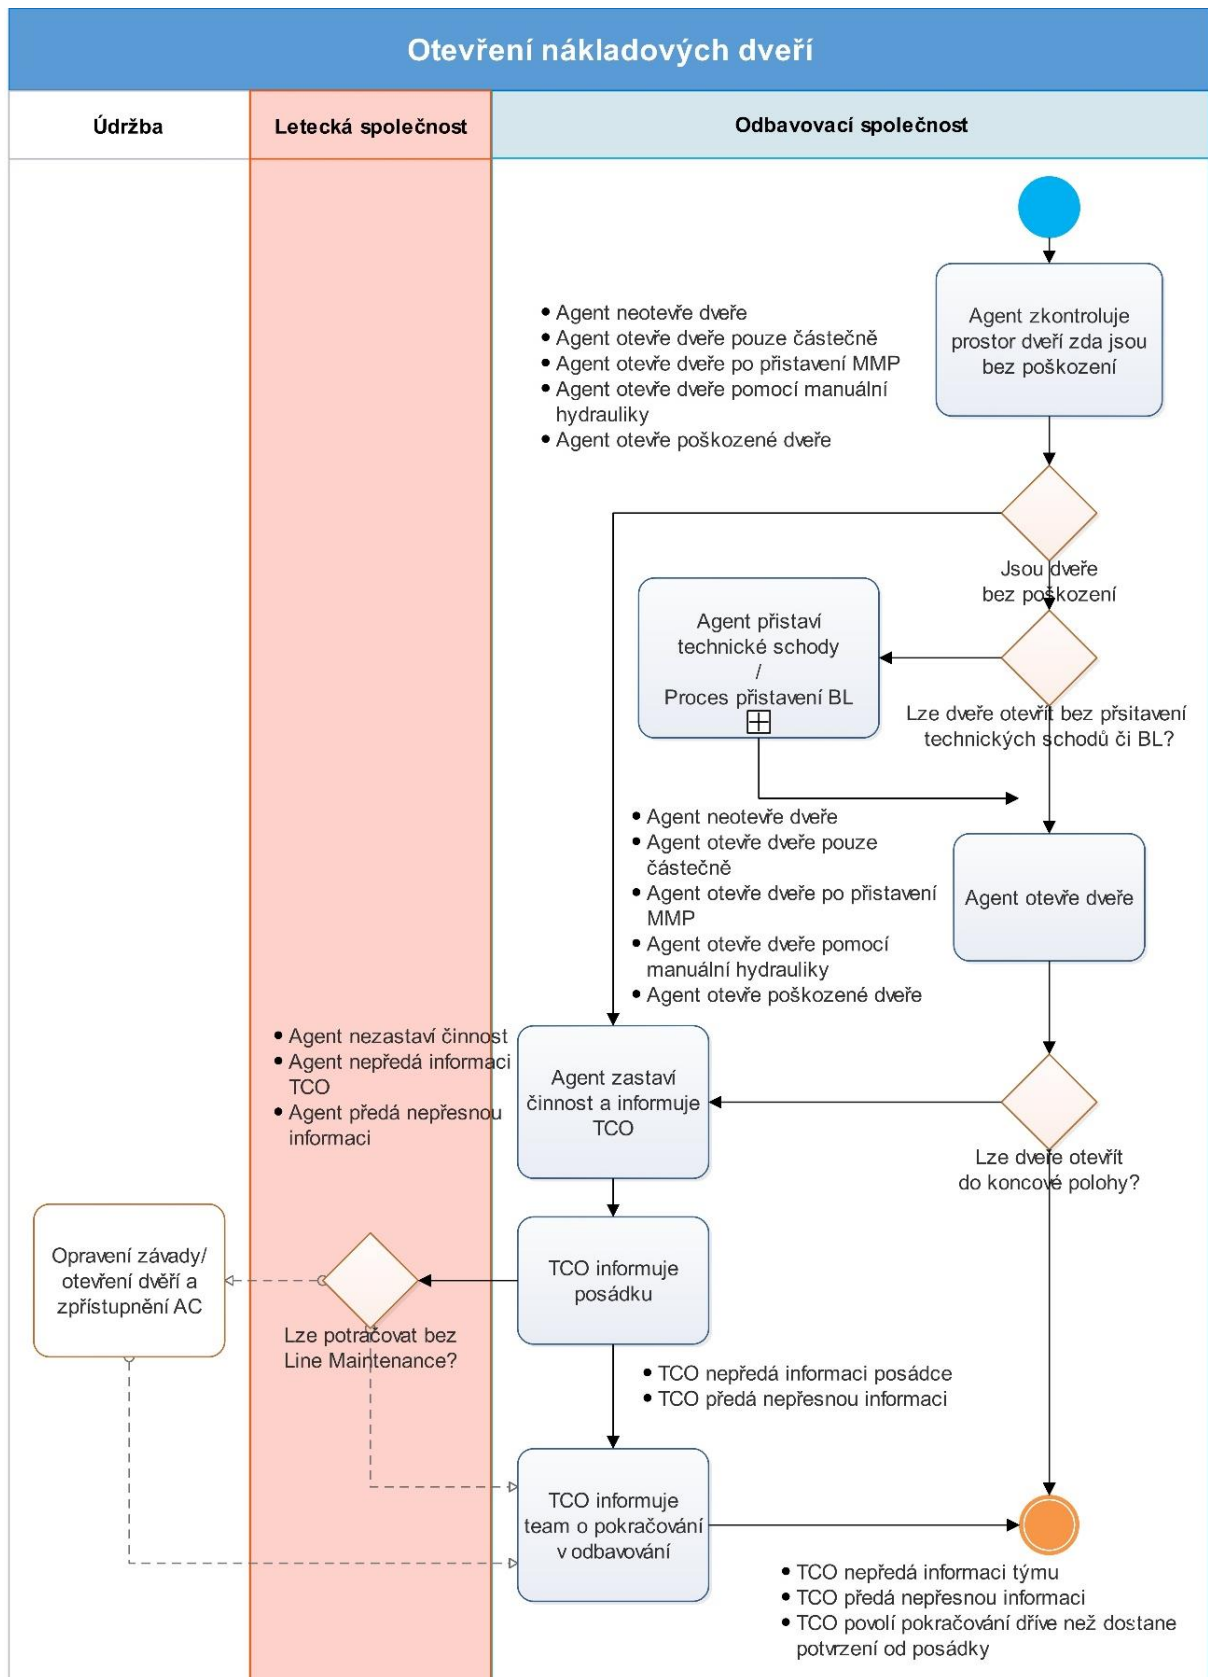 Otevření nákladových dveří
Údržba
Letecká společnost
Odbavovací společnost
Agent zkontroluje
prostor dveří zda jsou
bez poškození
• Agent neotevře dveře
• Agent otevře dveře pouze částečně
• Agent otevře dveře po přistavení MMP
• Agent otevře dveře pomocí manuální
hydrauliky
• Agent otevře poškozené dveře
Jsou dveře
bez poškození
Agent přistaví
technické schody
/
Proces přistavení BL
Lze dveře otevřít bez přsitavení
technických schodů či BL?
• Agent neotevře dveře
• Agent otevře dveře pouze
částečně
• Agent otevře dveře po přistavení
MMP
• Agent otevře dveře pomocí
manuální hydrauliky
• Agent otevře poškozené dveře
Agent otevře dveře
• Agent nezastaví činnost
• Agent nepředá informaci
TCO
• Agent předá nepřesnou
informaci
Agent zastaví
činnost a informuje
TCO
Lze dveře otevřít
do koncové polohy?
Opravení závady/
otevření dvěří a
zpřístupnění AC
Lze potračovat bez
Line Maintenance?
TCO informuje
posádku
• TCO nepředá informaci posádce
• TCO předá nepřesnou informaci
TCO informuje
team o pokračování
v odbavování
• TCO nepředá informaci týmu
• TCO předá nepřesnou informaci
• TCO povolí pokračování dříve než dostane
potvrzení od posádky